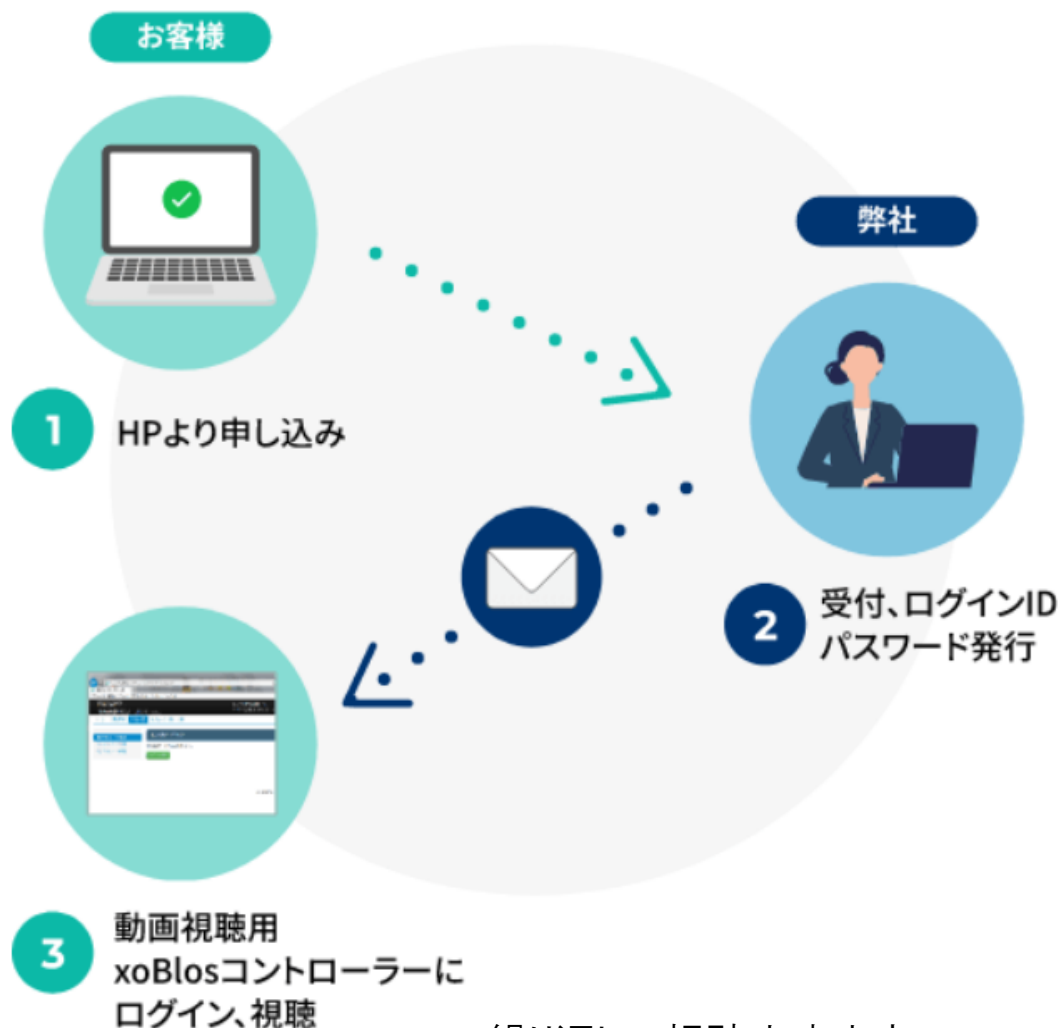 お客様
弊社
1
HPより申し込み
2
受付、ログインID
パスワード発行
3
動画視聴用
xoBlosコントローラーに
ログイン、視聴